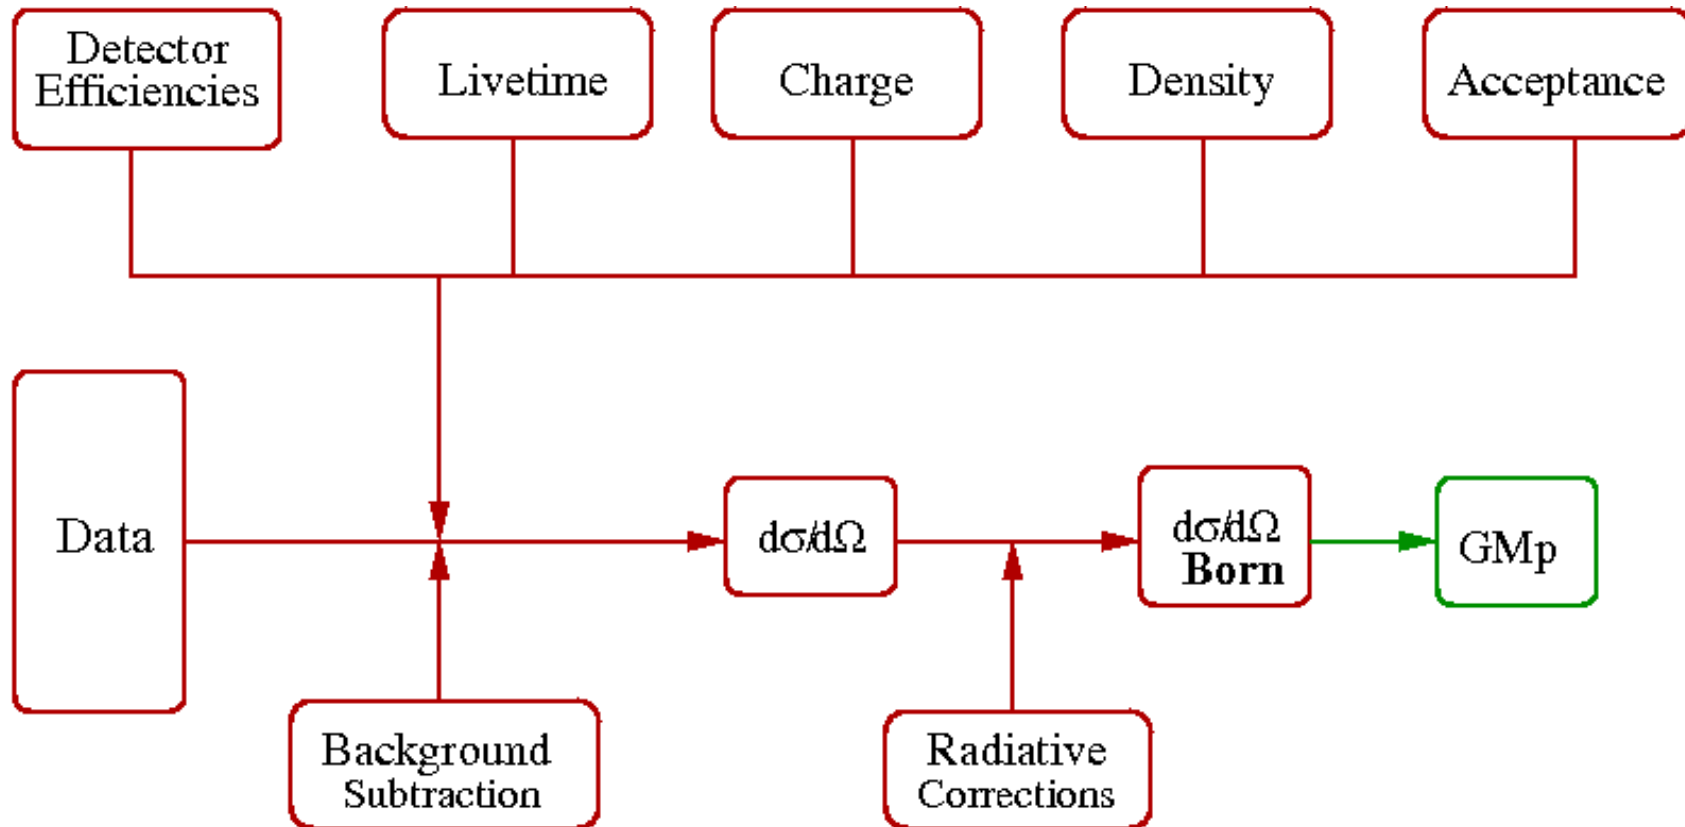 Detector
Efficiencies
Livetime
Charge
Density
Acceptance
Data
dσ/dΩ
dσ/dΩ
Born
GMp
Background
Subtraction
Radiative
Corrections